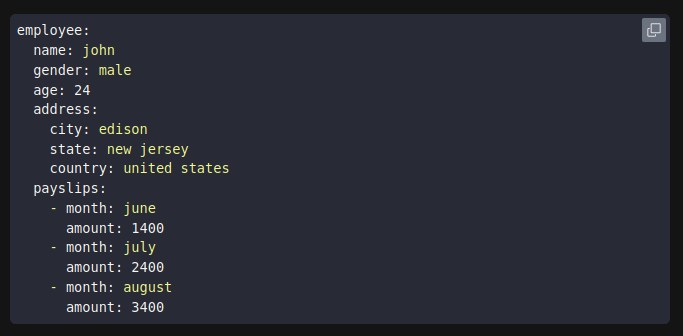 employee:
  name: john
  gender: male
  age: 24
  address:
    city: edison
    state: new jersey
    country: united states
  payslips:
    - month: june
      amount: 1400
    - month: july
      amount: 2400
    - month: august
      amount: 3400